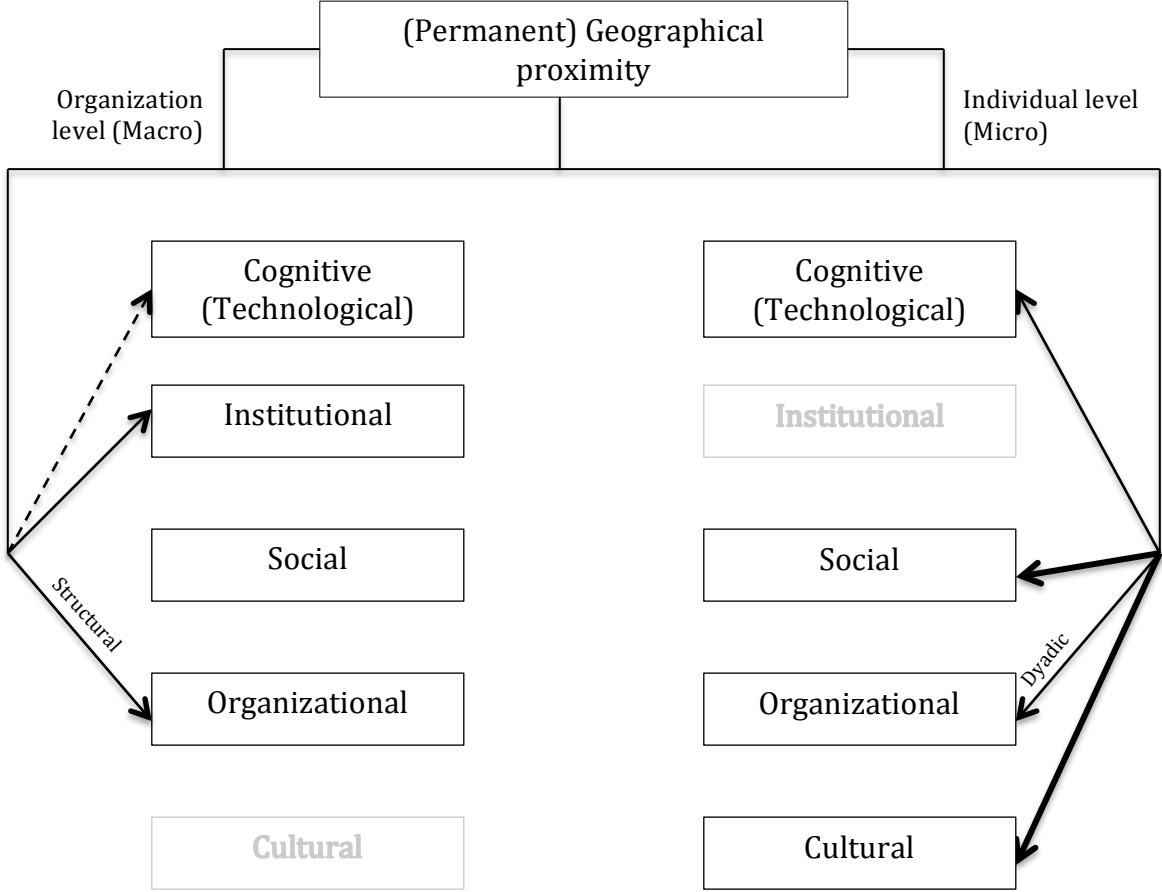 (Permanent) Geographical
proximity
Organization
level (Macro)
Individual level
(Micro)
Cognitive
(Technological)
Cognitive
(Technological)
Institutional
Institutional
Social
Social
Structural
Dyadic
Organizational
Organizational
Cultural
Cultural